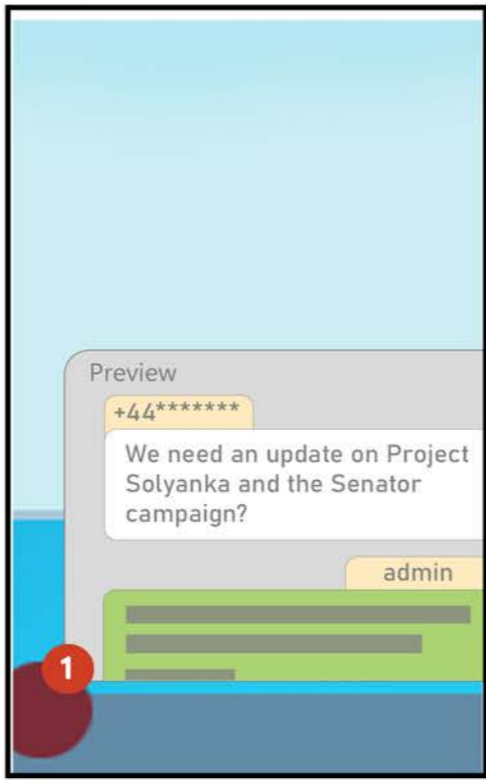 Preview
+44*******
We need an update on Project
Solyanka and the Senator
campaign?
admin
1